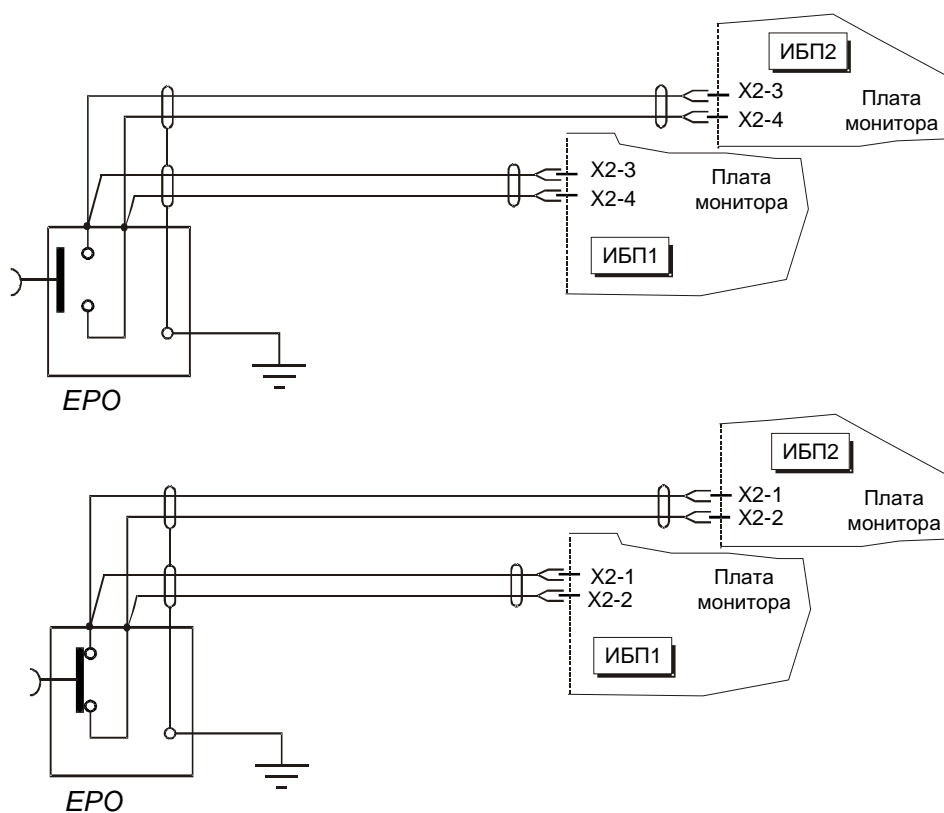 ИБП2
X2-3
X2-4
Плата
монитора
X2-3
X2-4
Плата
монитора
ИБП1
EPO
ИБП2
X2-1
X2-2
Плата
монитора
X2-1
X2-2
Плата
монитора
ИБП1
EPO